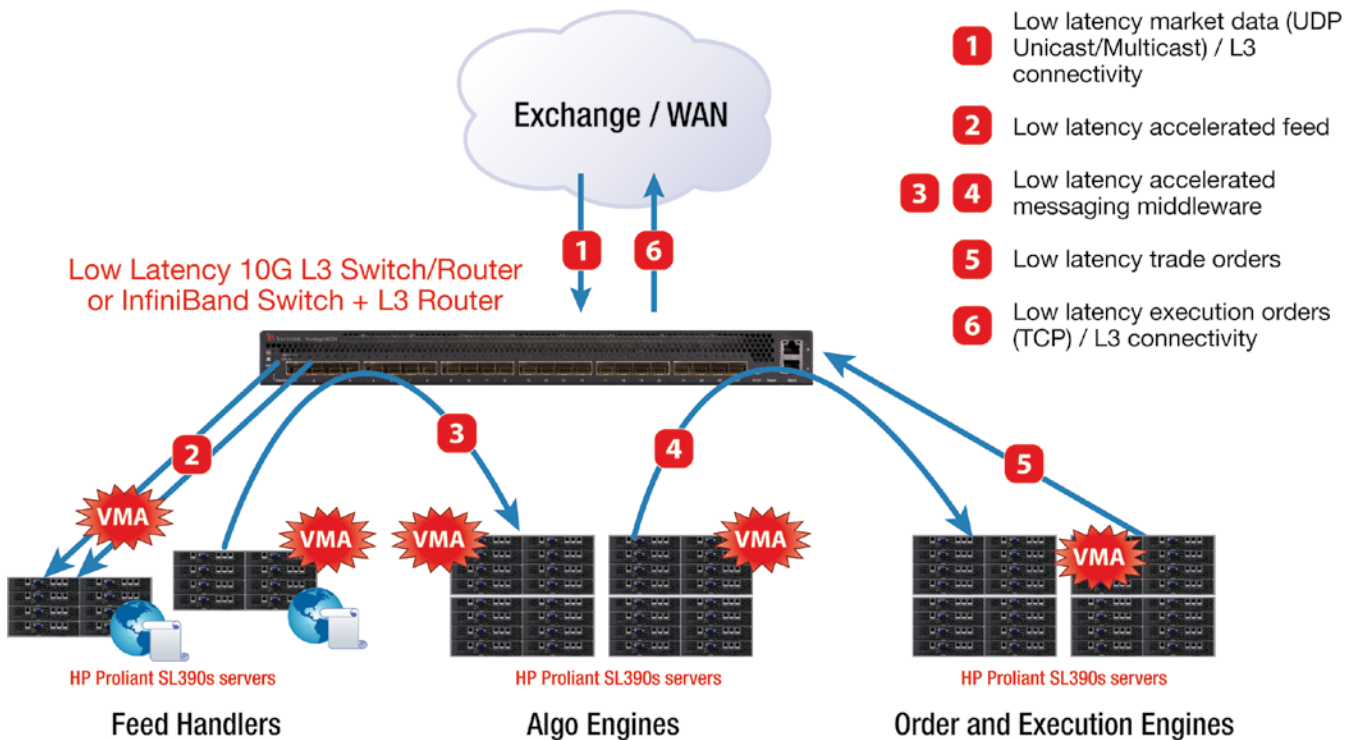 Exchange / WAN
1
Low latency market data (UDP
Unicast/Multicast) / L3
connectivity
2
Low latency accelerated feed
3 4
Low latency accelerated
messaging middleware
5
Low latency trade orders
6
Low latency execution orders
(TCP) / L3 connectivity
1
6
Low Latency 10G L3 Switch/Router
or InfiniBand Switch + L3 Router
2
3
4
5
VMA
VMA
VMA
VMA
VMA
HP Proliant SL390s servers
HP Proliant SL390s servers
HP Proliant SL390s servers
Feed Handlers
Algo Engines
Order and Execution Engines